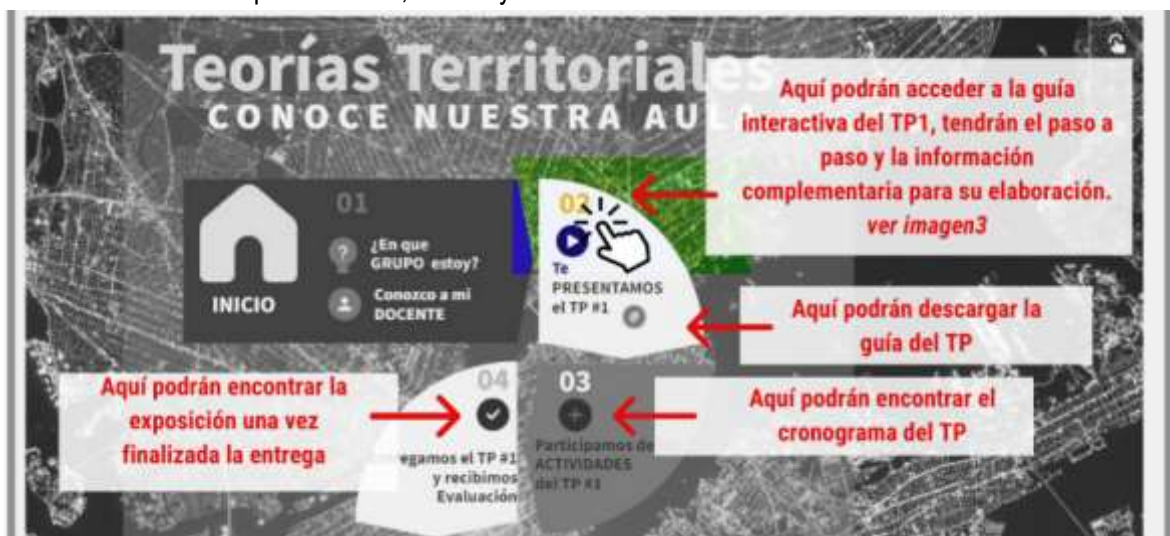 Teorías Territoriales
CONOCE NUESTRA AUL
Aquí podrán acceder a la guía
interactiva del TP1, tendrán el paso a
paso y la información
complementaria para su elaboración.
ver imagen3
01
¿En que
GRUPO estoy?
Conozco a mi
DOCENTE
INICIO
02
Te
PRESENTAMOS
el TP #1
Aquí podrán descargar la
guía del TP
Aquí podrán encontrar la
exposición una vez
finalizada la entrega
04
egamos el TP #1
y recibimos
Evaluación
03
Participamos de
ACTIVIDADES
del TP #1
Aquí podrán encontrar el
cronograma del TP